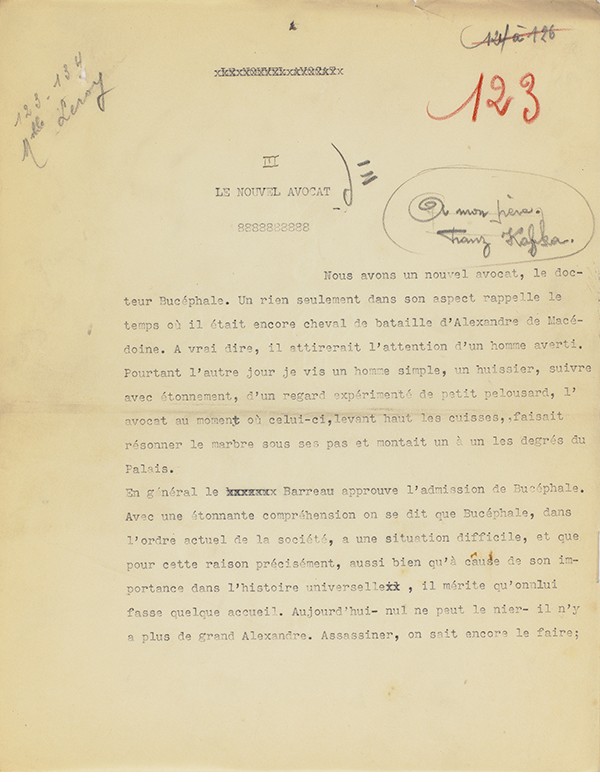 121 à 126
123
123-134
Mlle Leroy
III
LE NOUVEL AVOCAT
8888888888
A mon père.
Franz Kafka.
Nous avons un nouvel avocat, le doc-
teur Bucéphale. Un rien seulement dans son aspect rappelle le
temps où il était encore cheval de bataille d'Alexandre de Macé-
doine. A vrai dire, il attirerait l'attention d'un homme averti.
Pourtant l'autre jour je vis un homme simple, un huissier, suivre
avec étonnement, d'un regard expérimenté de petit pelousard, l'
avocat au moment où celui-ci,levant haut les cuisses,.faisait
résonner le marbre sous ses pas et montait un à un les degrés du
Palais.
En général le xxxxxxx Barreau approuve l'admission de Bucéphale.
Avec une étonnante compréhension on se dit que Bucéphale, dans
l'ordre actuel de la société, a une situation difficile, et que
pour cette raison précisément, aussi bien qu'à cause de son im-
portance dans l'histoire universellexx , il mérite qu'onnlui
fasse quelque accueil. Aujourd'hui- nul ne peut le nier- il n'y
a plus de grand Alexandre. Assassiner, on sait encore le faire;